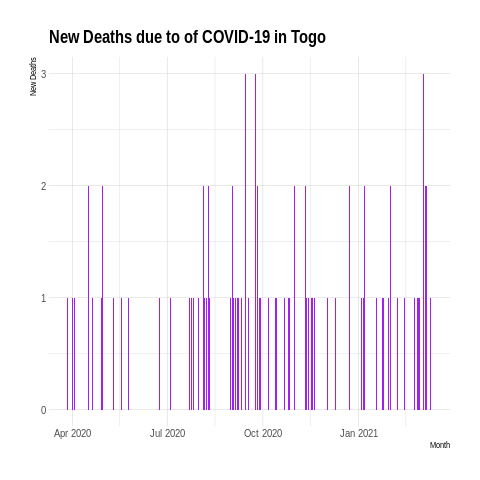 New Deaths due to of COVID-19 in Togo
New Deaths
3
2
1
0
Apr 2020 Jul 2020 Oct 2020 Jan 2021
Month